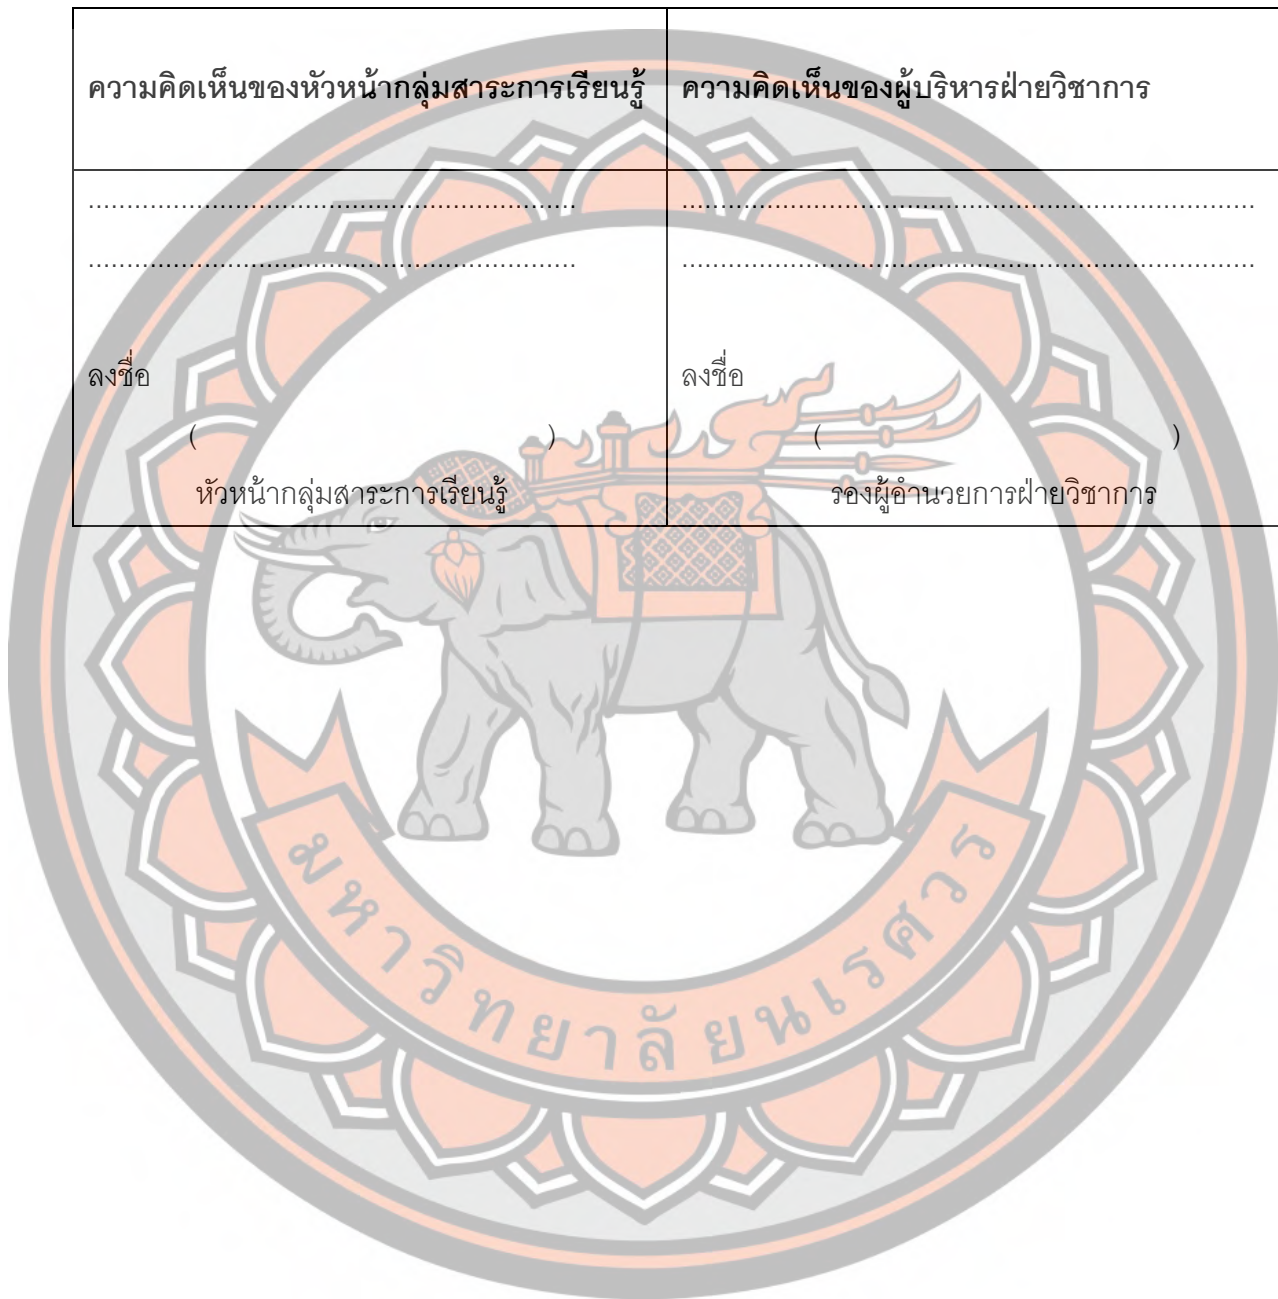 ความคิดเห็นของหัวหน้ากลุ่มสาระการเรียนรู้
ความคิดเห็นของผู้บริหารฝ่ายวิชาการ
.................................................................
.................................................................
ลงชื่อ
( )
หัวหน้ากลุ่มสาระการเรียนรู้
............................................................................
............................................................................
ลงชื่อ
( )
รองผู้อำนวยการฝ่ายวิชาการ
มหาวิทยาลัยนเรศวร